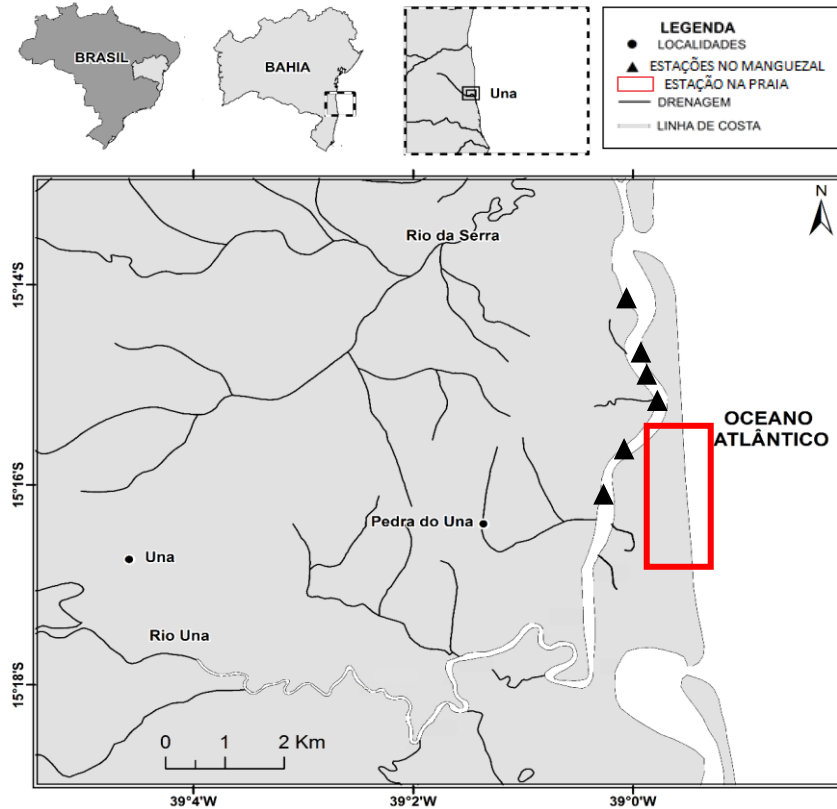 BRASIL
BAHIA
Una
LEGENDA
LOCALIDADES
ESTAÇÕES NO MANGUEZAL
ESTAÇÃO NA PRAIA
DRENAGEM
LINHA DE COSTA
N
Rio da Serra
15°14'S
OCEANO
ATLÂNTICO
15°16'S
Pedra do Una
Una
Rio Una
15°18'S
0 1 2 Km
39°4'W
39°2'W
39°0'W